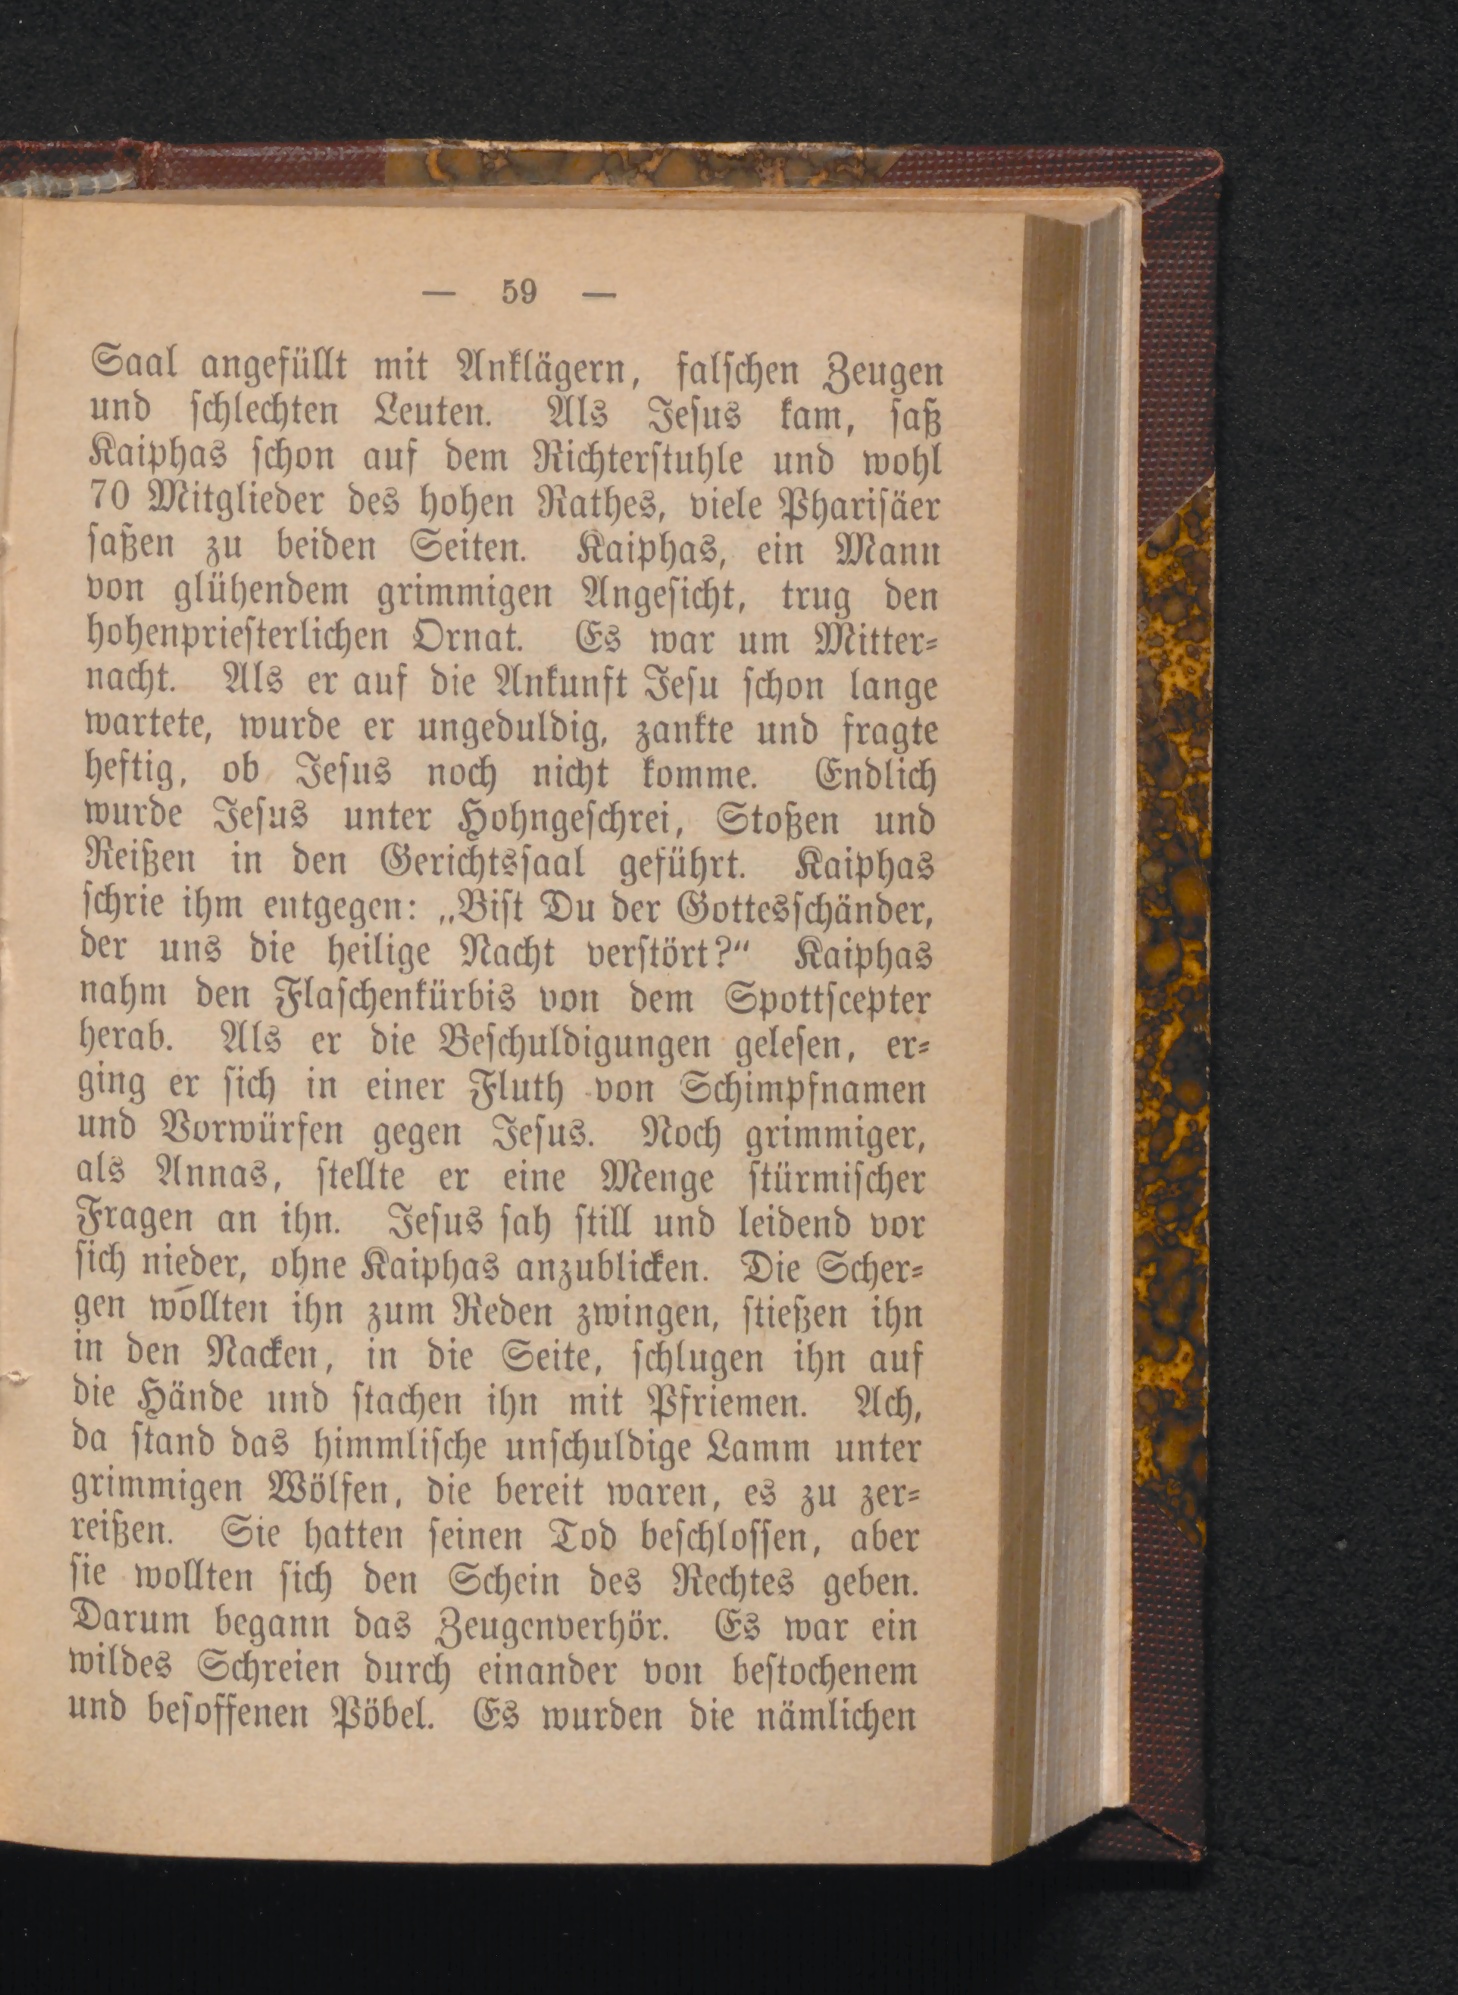 — 59 —
Saal angefüllt mit Anklägern, falschen Zeugen
und schlechten Leuten. Als Jesus kam, saß
Kaiphas schon auf dem Richterstuhle und wohl
70 Mitglieder des hohen Rathes, viele Pharisäer
saßen zu beiden Seiten. Kaiphas, ein Mann
von glühendem grimmigen Angesicht, trug den
hohenpriesterlichen Ornat. Es war um Mitter-
nacht. Als er auf die Ankunft Jesu schon lange
wartete, wurde er ungeduldig, zankte und fragte
heftig, ob Jesus noch nicht komme. Endlich
wurde Jesus unter Hohngeschrei, Stoßen und
Reißen in den Gerichtssaal geführt. Kaiphas
schrie ihm entgegen: „Bist Du der Gottesschänder,
der uns die heilige Nacht verstört?“ Kaiphas
nahm den Flaschenkürbis von dem Spottscepter
herab. Als er die Beschuldigungen gelesen, er-
ging er sich in einer Fluth von Schimpfnamen
und Vorwürfen gegen Jesus. Noch grimmiger,
als Annas, stellte er eine Menge stürmischer
Fragen an ihn. Jesus sah still und leidend vor
sich nieder, ohne Kaiphas anzublicken. Die Scher-
gen wollten ihn zum Reden zwingen, stießen ihn
in den Nacken, in die Seite, schlugen ihn auf
die Hände und stachen ihn mit Pfriemen. Ach,
da stand das himmlische unschuldige Lamm unter
grimmigen Wölfen, die bereit waren, es zu zer-
reißen. Sie hatten seinen Tod beschlossen, aber
sie wollten sich den Schein des Rechtes geben.
Darum begann das Zeugenverhör. Es war ein
wildes Schreien durch einander von bestochenem
und besoffenen Pöbel. Es wurden die nämlichen